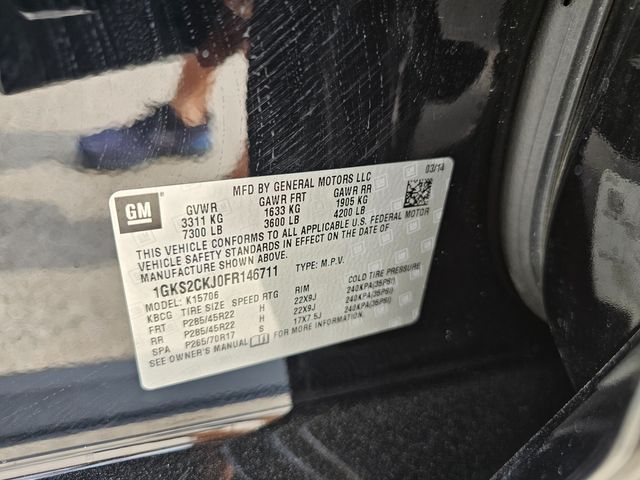 GM
MFD BY GENERAL MOTORS LLC
03/14
GVWR GAWR FRT GAWR RR
3311 KG 1633 KG 1905 KG
7300 LB 3600 LB 4200 LB
THIS VEHICLE CONFORMS TO ALL APPLICABLE U.S. FEDERAL MOTOR
VEHICLE SAFETY STANDARDS IN EFFECT ON THE DATE OF
MANUFACTURE SHOWN ABOVE.
1GKS2CKJ0FR146711 TYPE: M.P.V.
MODEL: K15706
KBCG TIRE SIZE SPEED RTG RIM COLD TIRE PRESSURE
FRT P285/45R22 H 22X9J 240KPA(35PSI)
RR P285/45R22 H 22X9J 240KPA(35PSI)
SPA P265/70R17 S 17X7.5J 240KPA(35PSI)
SEE OWNER'S MANUAL FOR MORE INFORMATION.